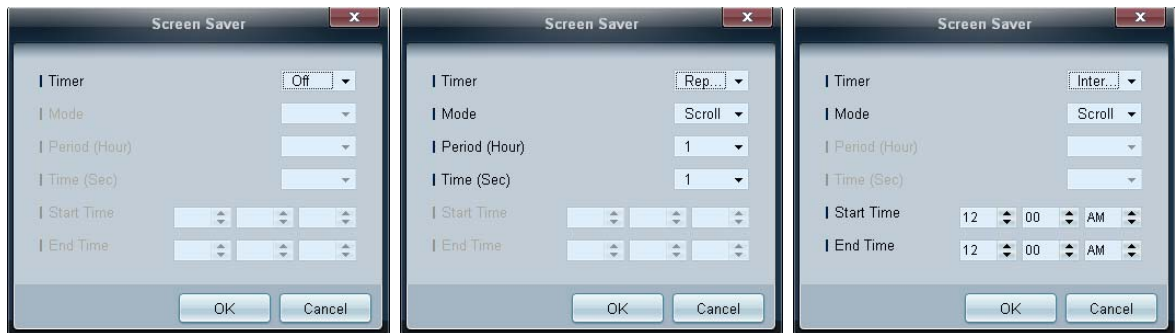 Screen Saver
Timer Off
Mode
Period (Hour)
Time (Sec)
Start Time
End Time
OK Cancel
Screen Saver
Timer Rep...
Mode Scroll
Period (Hour) 1
Time (Sec) 1
Start Time
End Time
OK Cancel
Screen Saver
Timer Inter...
Mode Scroll
Period (Hour)
Time (Sec)
Start Time 12 00 AM
End Time 12 00 AM
OK Cancel